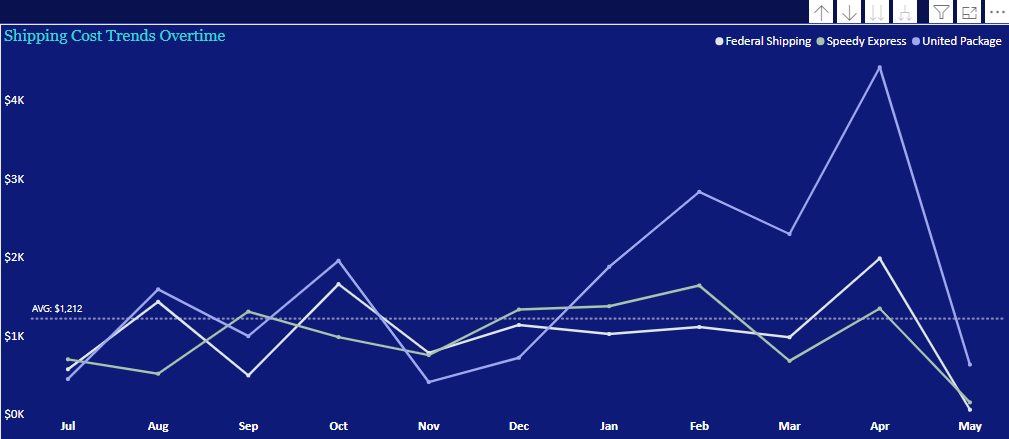 Shipping Cost Trends Overtime
Federal Shipping Speedy Express United Package
$4K
$3K
$2K
AVG: $1,212
$1K
$0K
Jul Aug Sep Oct Nov Dec Jan Feb Mar Apr May